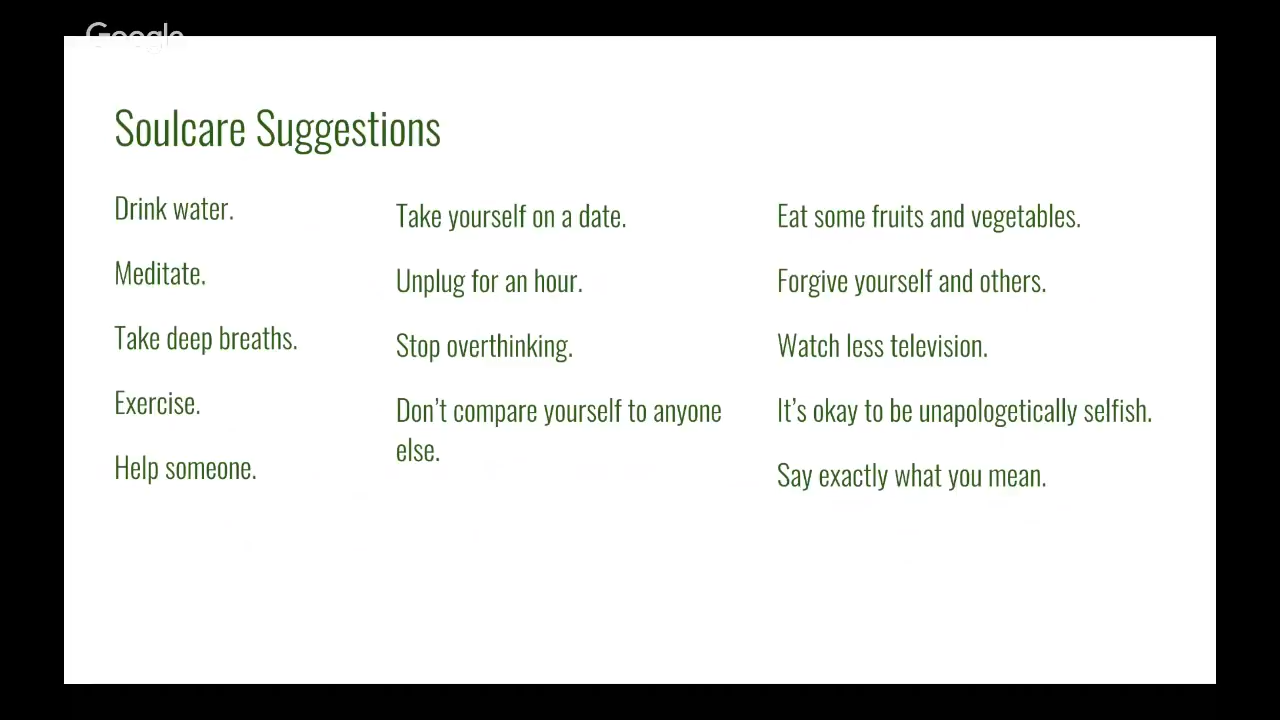 Google
Soulcare Suggestions
Drink water.
Meditate.
Take deep breaths.
Exercise.
Help someone.
Take yourself on a date.
Unplug for an hour.
Stop overthinking.
Don't compare yourself to anyone
else.
Eat some fruits and vegetables.
Forgive yourself and others.
Watch less television.
It's okay to be unapologetically selfish.
Say exactly what you mean.